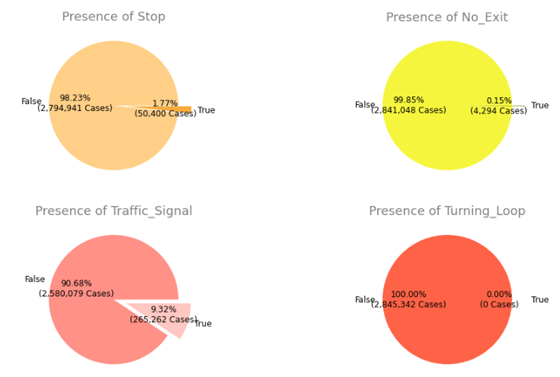 Presence of Stop
False
98.23%
(2,794,941 Cases)
1.77%
(50,400 Cases)
True
Presence of No_Exit
False
99.85%
(2,841,048 Cases)
0.15%
(4,294 Cases)
True
Presence of Traffic_Signal
False
90.68%
(2,580,079 Cases)
9.32%
(265,262 Cases)
True
Presence of Turning_Loop
False
100.00%
(2,845,342 Cases)
0.00%
(0 Cases)
True